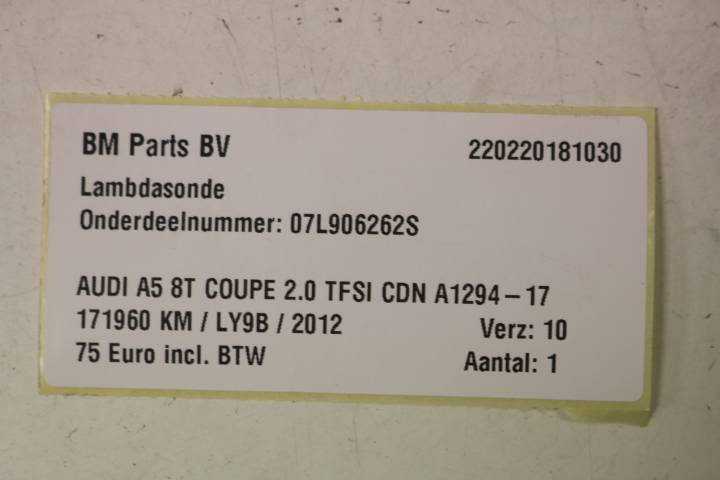 BM Parts BV 220220181030
Lambdasonde
Onderdeelnummer: 07L906262S
AUDI A5 8T COUPE 2.0 TFSI CDN A1294-17
171960 KM / LY9B / 2012 Verz: 10
75 Euro incl. BTW Aantal: 1